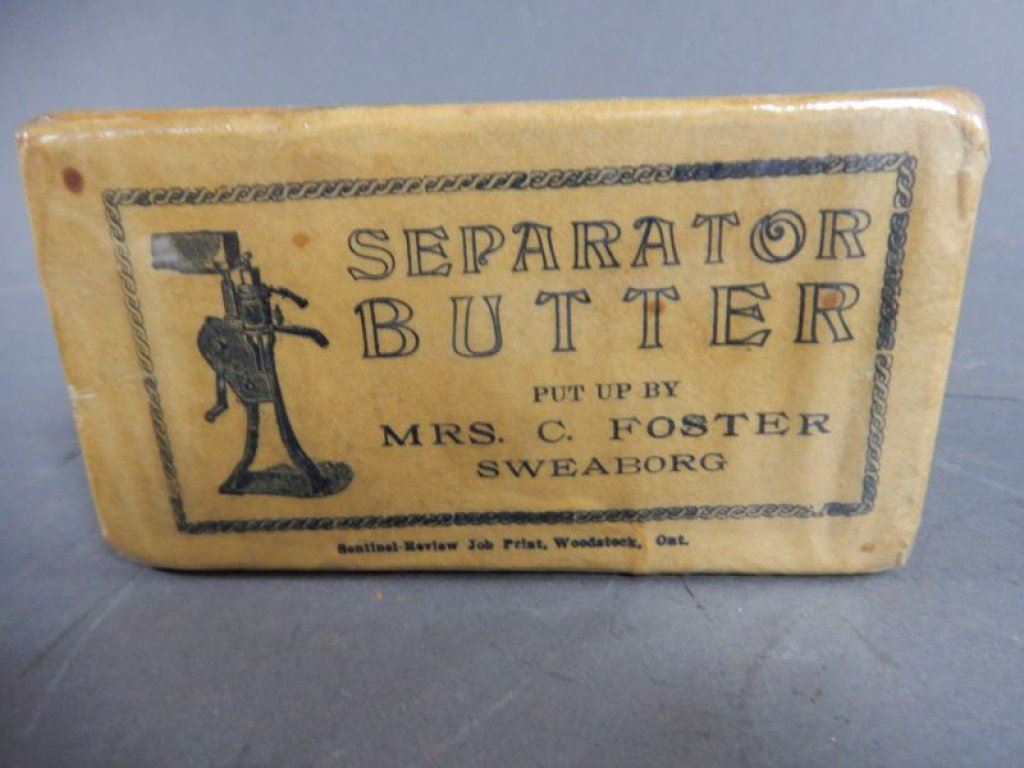 SEPARATOR
BUTTER
PUT UP BY
MRS. C. FOSTER
SWEABORG
Sentinel-Review Job Print, Woodstock, Ont.